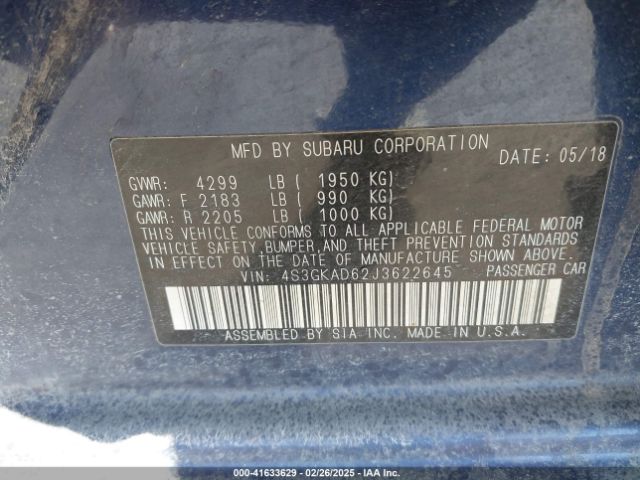 MFD BY SUBARU CORPORATION
DATE: 05/18
GVWR: 4299 LB ( 1950 KG)
GAWR: F 2183 LB ( 990 KG)
GAWR: R 2205 LB ( 1000 KG)
THIS VEHICLE CONFORMS TO ALL APPLICABLE FEDERAL MOTOR
VEHICLE SAFETY, BUMPER, AND THEFT PREVENTION STANDARDS
IN EFFECT ON THE DATE OF MANUFACTURE SHOWN ABOVE
VIN: 4S3GKAD62J3622645 PASSENGER CAR
ASSEMBLED BY SIA INC. MADE IN U.S.A.
000-41633629 - 02/26/2025 - IAAI.COM